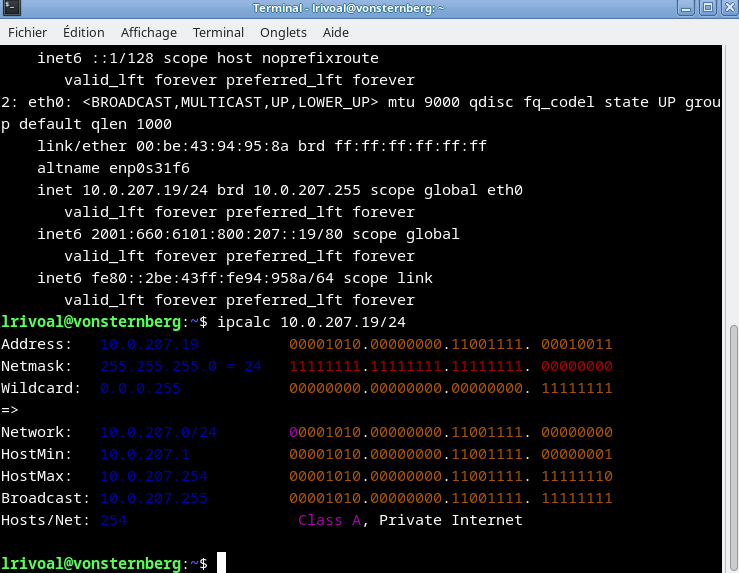 Terminal - lrivoal@vonsternberg: ~
Fichier Édition Affichage Terminal Onglets Aide
inet6 ::1/128 scope host noprefixroute
valid_lft forever preferred_lft forever
2: eth0: <BROADCAST,MULTICAST,UP,LOWER_UP> mtu 9000 qdisc fq_codel state UP grou
p default qlen 1000
link/ether 00:be:43:94:95:8a brd ff:ff:ff:ff:ff:ff
altname enp0s31f6
inet 10.0.207.19/24 brd 10.0.207.255 scope global eth0
valid_lft forever preferred_lft forever
inet6 2001:660:6101:800:207::19/80 scope global
valid_lft forever preferred_lft forever
inet6 fe80::2be:43ff:fe94:958a/64 scope link
valid_lft forever preferred_lft forever
lrivoal@vonsternberg:~$ ipcalc 10.0.207.19/24
Address: 10.0.207.19 00001010.00000000.11001111. 00010011
Netmask: 255.255.255.0 = 24 11111111.11111111.11111111. 00000000
Wildcard: 0.0.0.255 00000000.00000000.00000000. 11111111
=>
Network: 10.0.207.0/24 00001010.00000000.11001111. 00000000
HostMin: 10.0.207.1 00001010.00000000.11001111. 00000001
HostMax: 10.0.207.254 00001010.00000000.11001111. 11111110
Broadcast: 10.0.207.255 00001010.00000000.11001111. 11111111
Hosts/Net: 254 Class A, Private Internet
lrivoal@vonsternberg:~$